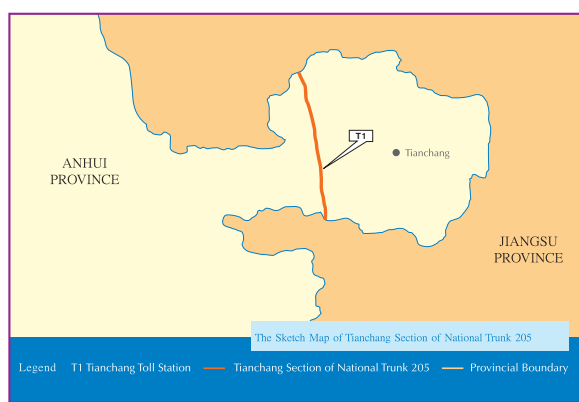 T1
Tianchang
ANHUI
PROVINCE
JIANGSU
PROVINCE
The Sketch Map of Tianchang Section of National Trunk 205
Legend T1 Tianchang Toll Station Tianchang Section of National Trunk 205 Provincial Boundary